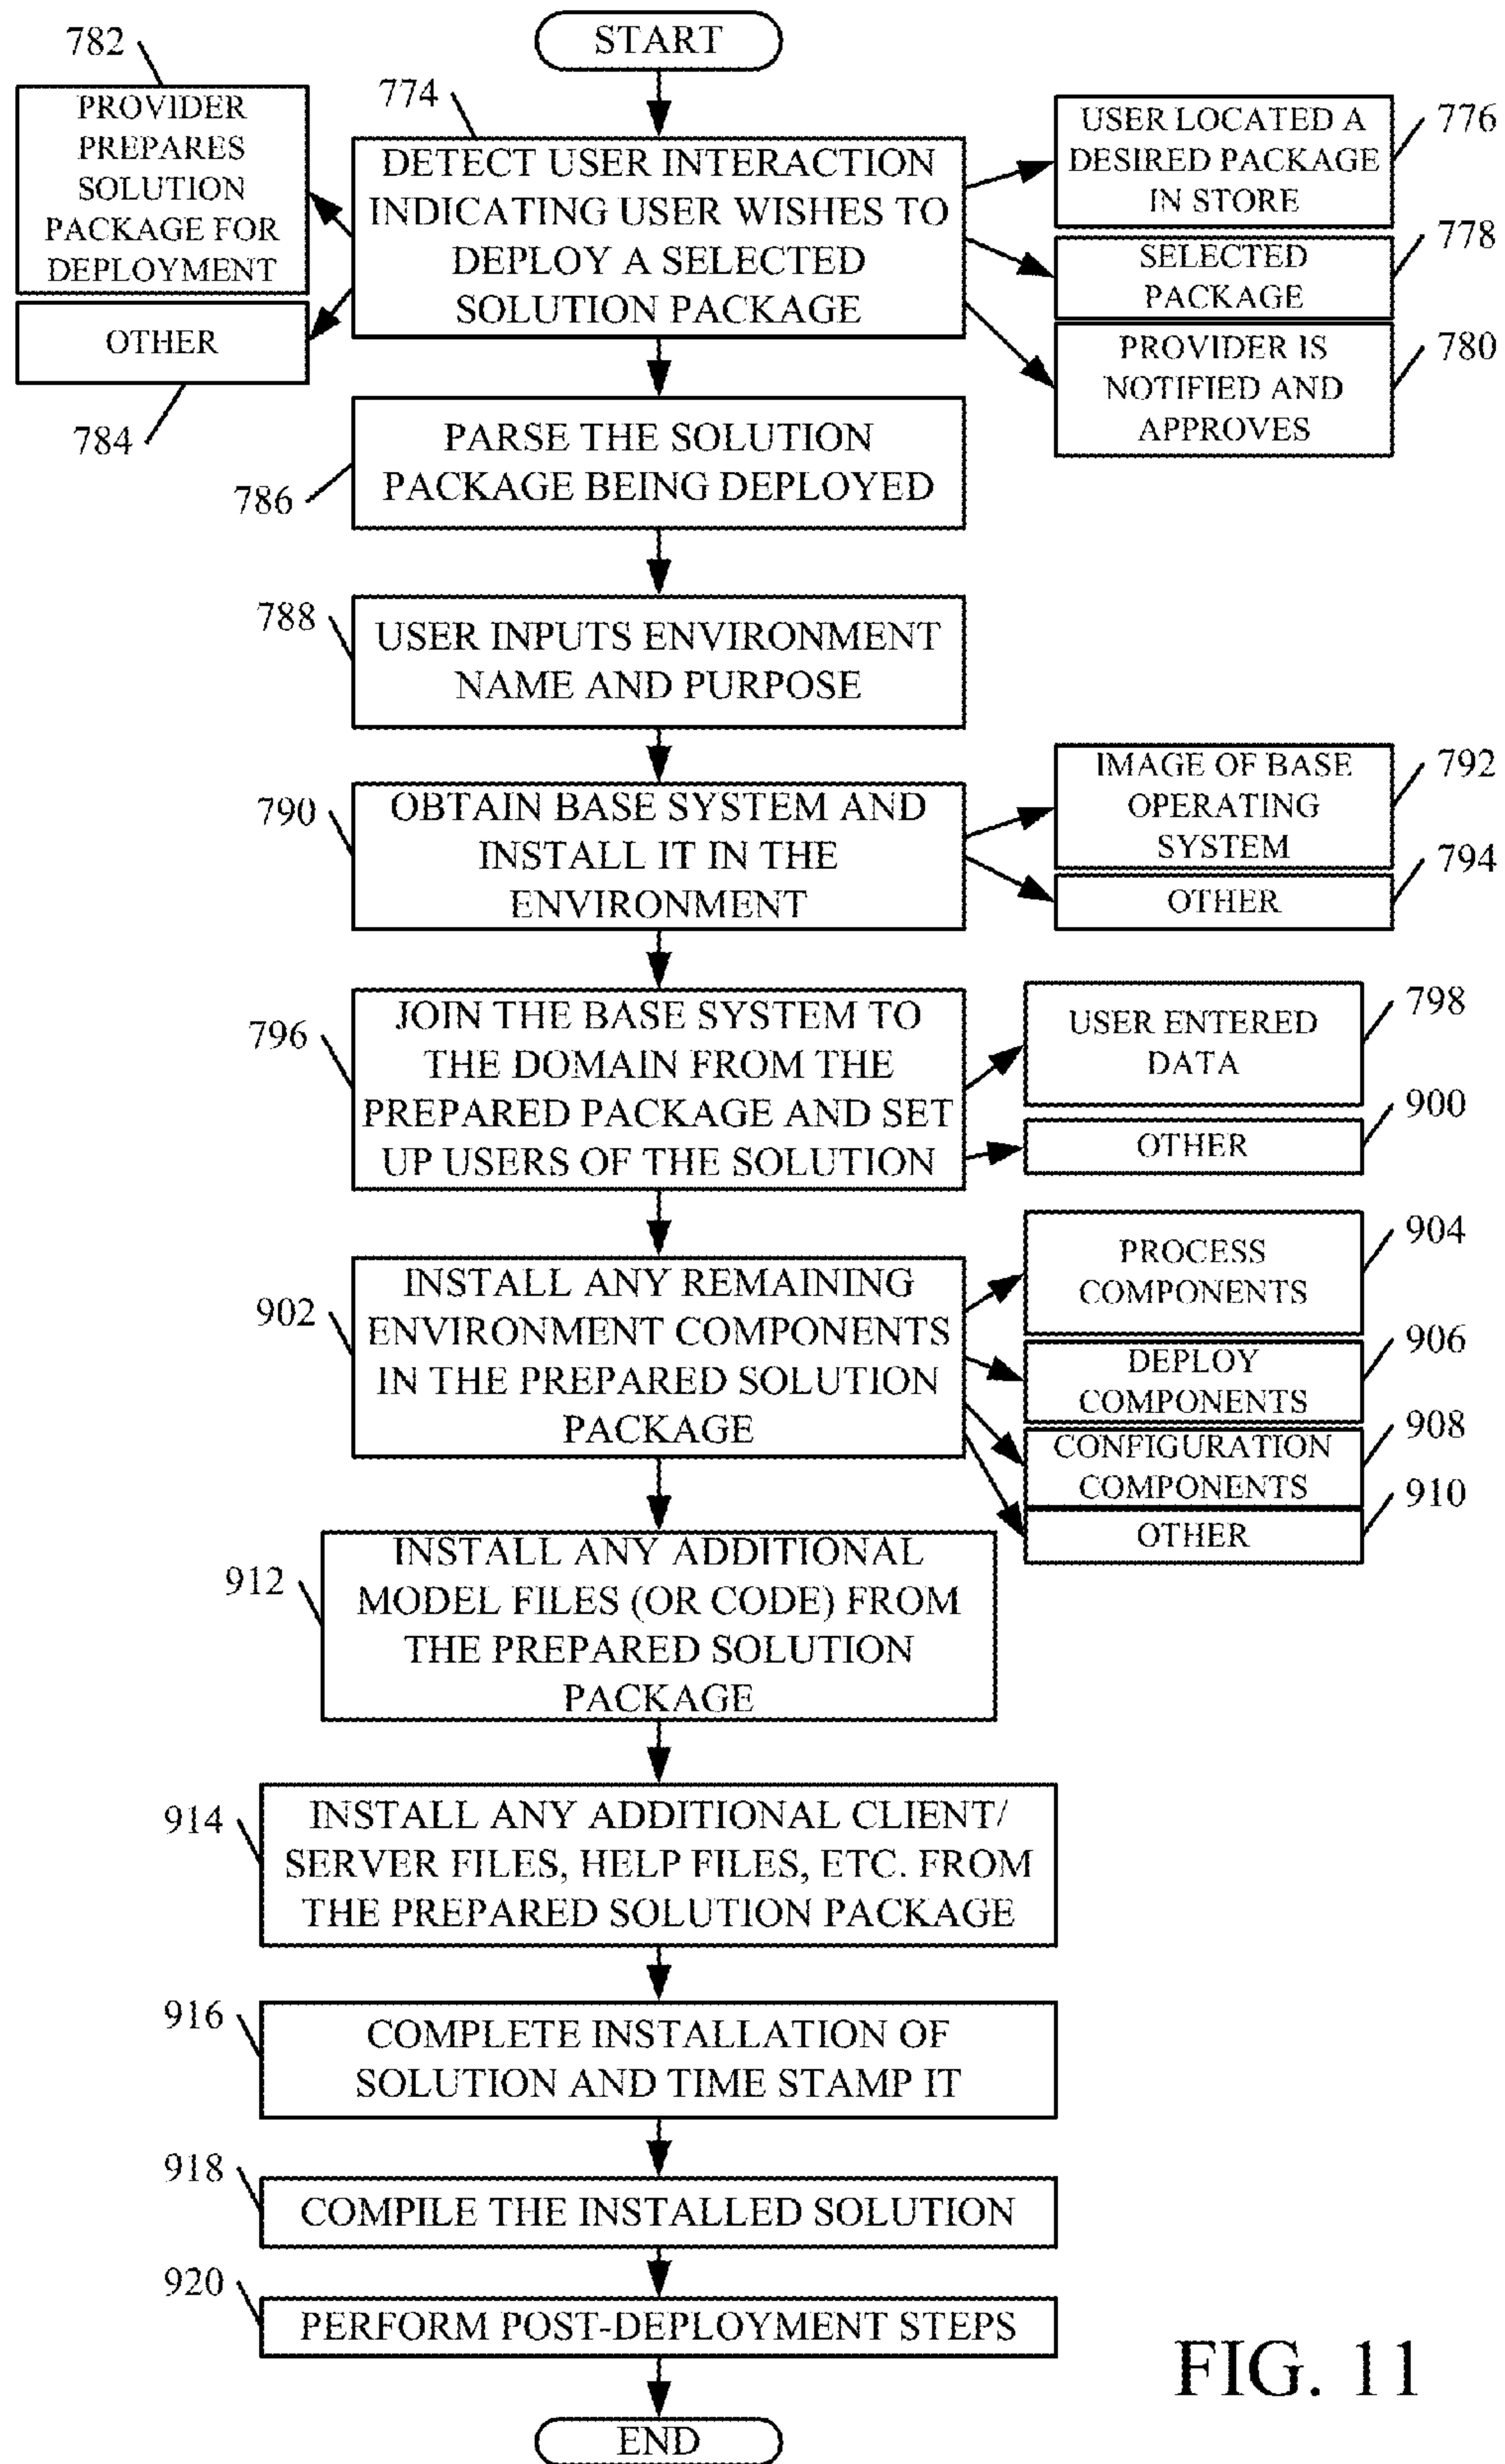 START
782
PROVIDER
PREPARES
SOLUTION
PACKAGE FOR
DEPLOYMENT
OTHER
784
774
DETECT USER INTERACTION
INDICATING USER WISHES TO
DEPLOY A SELECTED
SOLUTION PACKAGE
USER LOCATED A
DESIRED PACKAGE
IN STORE
776
SELECTED
PACKAGE
778
PROVIDER IS
NOTIFIED AND
APPROVES
780
786
PARSE THE SOLUTION
PACKAGE BEING DEPLOYED
788
USER INPUTS ENVIRONMENT
NAME AND PURPOSE
790
OBTAIN BASE SYSTEM AND
INSTALL IT IN THE
ENVIRONMENT
IMAGE OF BASE
OPERATING
SYSTEM
792
OTHER
794
796
JOIN THE BASE SYSTEM TO
THE DOMAIN FROM THE
PREPARED PACKAGE AND SET
UP USERS OF THE SOLUTION
USER ENTERED
DATA
798
OTHER
900
902
INSTALL ANY REMAINING
ENVIRONMENT COMPONENTS
IN THE PREPARED SOLUTION
PACKAGE
PROCESS
COMPONENTS
904
DEPLOY
COMPONENTS
906
CONFIGURATION
COMPONENTS
908
OTHER
910
912
INSTALL ANY ADDITIONAL
MODEL FILES (OR CODE) FROM
THE PREPARED SOLUTION
PACKAGE
914
INSTALL ANY ADDITIONAL CLIENT/
SERVER FILES, HELP FILES, ETC. FROM
THE PREPARED SOLUTION PACKAGE
916
COMPLETE INSTALLATION OF
SOLUTION AND TIME STAMP IT
918
COMPILE THE INSTALLED SOLUTION
920
PERFORM POST-DEPLOYMENT STEPS
END
FIG. 11